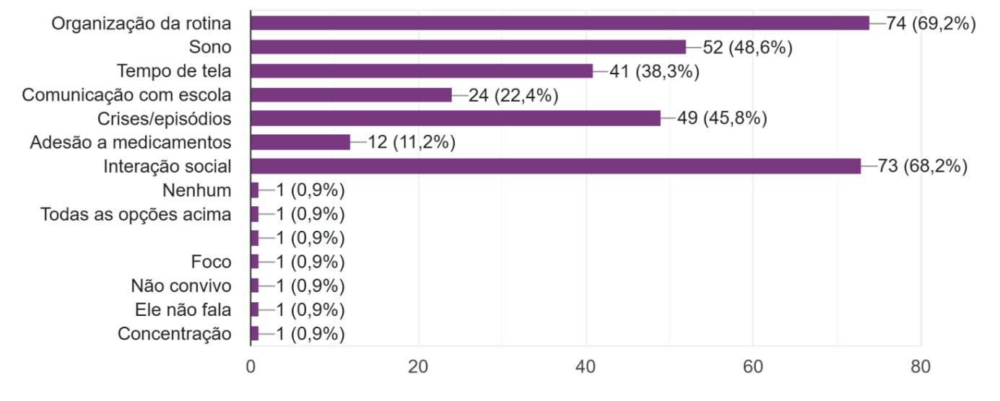 Organização da rotina 74 (69,2%)
Sono 52 (48,6%)
Tempo de tela 41 (38,3%)
Comunicação com escola 24 (22,4%)
Crises/episódios 49 (45,8%)
Adesão a medicamentos 12 (11,2%)
Interação social 73 (68,2%)
Nenhum 1 (0,9%)
Todas as opções acima 1 (0,9%)
1 (0,9%)
Foco 1 (0,9%)
Não convivo 1 (0,9%)
Ele não fala 1 (0,9%)
Concentração 1 (0,9%)
0 20 40 60 80